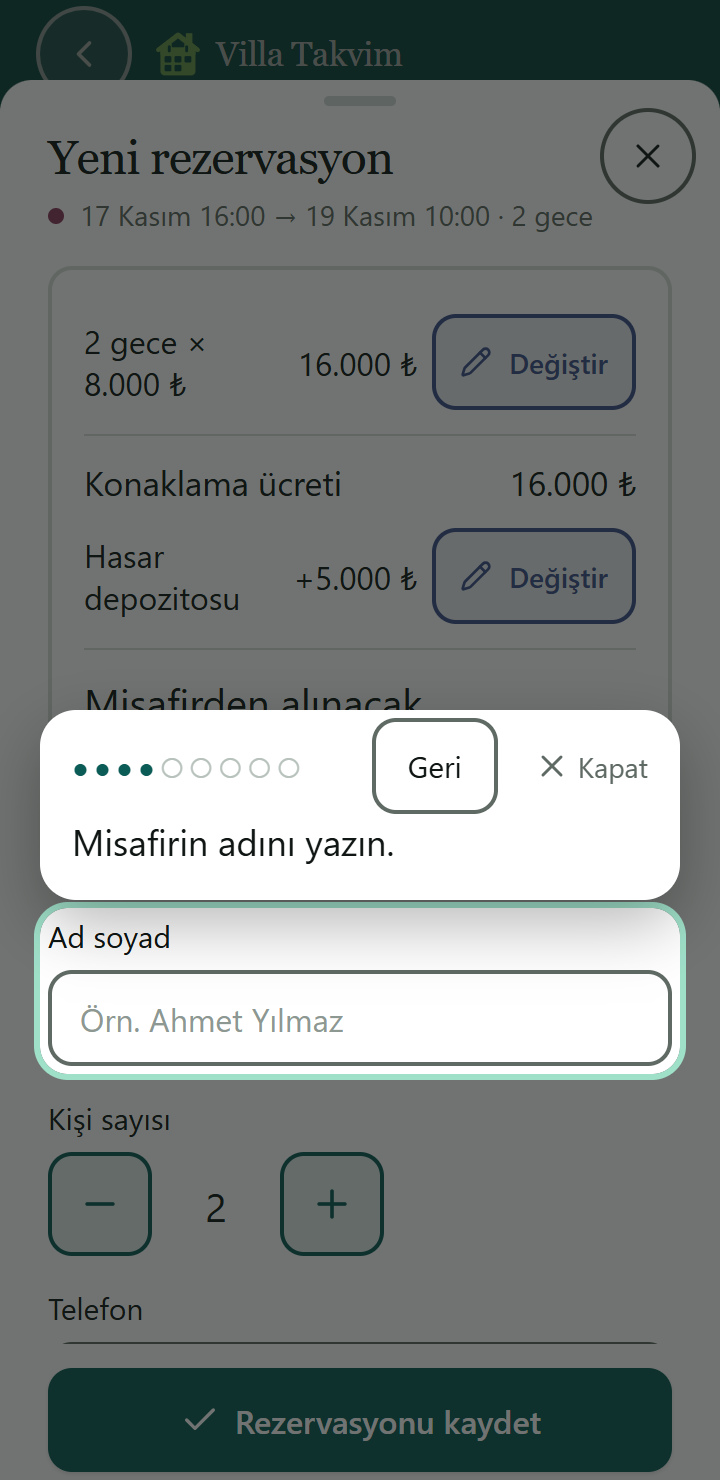 Villa Takvim
Yeni rezervasyon
17 Kasım 16:00 → 19 Kasım 10:00 · 2 gece
2 gece ×
8.000 ₺
16.000 ₺
Değiştir
Konaklama ücreti
16.000 ₺
Hasar
depozitosu
+5.000 ₺
Değiştir
Misafirden alınacak
Geri
Kapat
Misafirin adını yazın.
Ad soyad
Örn. Ahmet Yılmaz
Kişi sayısı
2
Telefon
Rezervasyonu kaydet